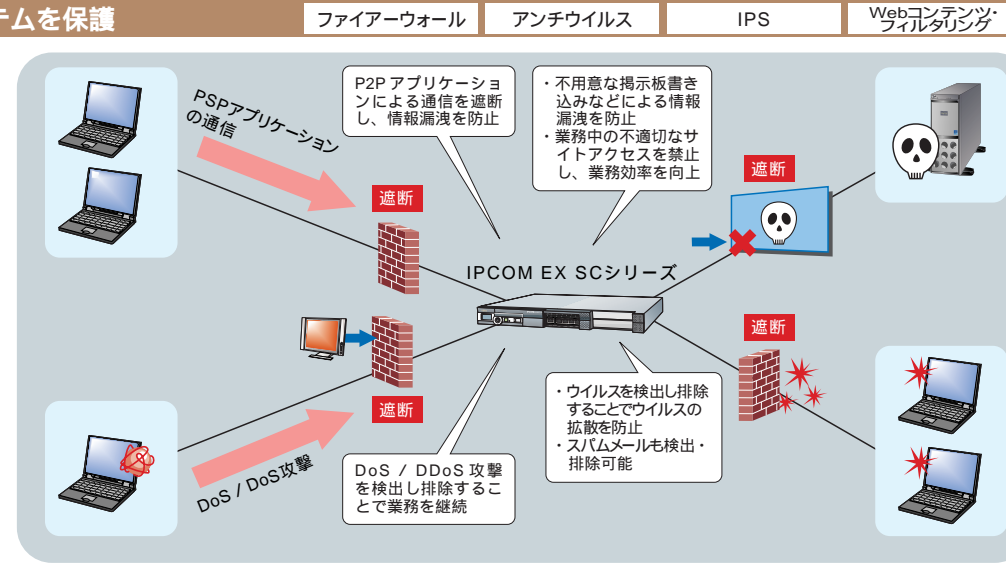 テムを保護
ファイアーウォール
アンチウイルス
IPS
Webコンテンツ・
フィルタリング
PSPアプリケーション
の通信
P2P アプリケーショ
ンによる通信を遮断
し、情報漏洩を防止
・不用意な掲示板書き
込みなどによる情報
漏洩を防止
・業務中の不適切なサ
イトアクセスを禁止
し、業務効率を向上
遮断
遮断
IPCOM EX SCシリーズ
遮断
遮断
DoS / DoS攻撃
DoS / DDoS 攻撃
を検出し排除するこ
とで業務を継続
・ウイルスを検出し排除
することでウイルスの
拡散を防止
・スパムメールも検出・
排除可能